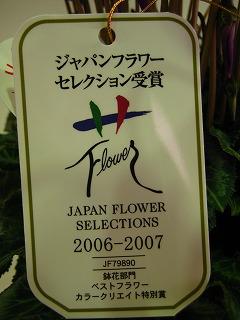 ジャパンフラワー
セレクション受賞
Flower
JAPAN FLOWER
SELECTIONS
2006-2007
JF79890
鉢花部門
ベストフラワー
カラークリエイト特別賞